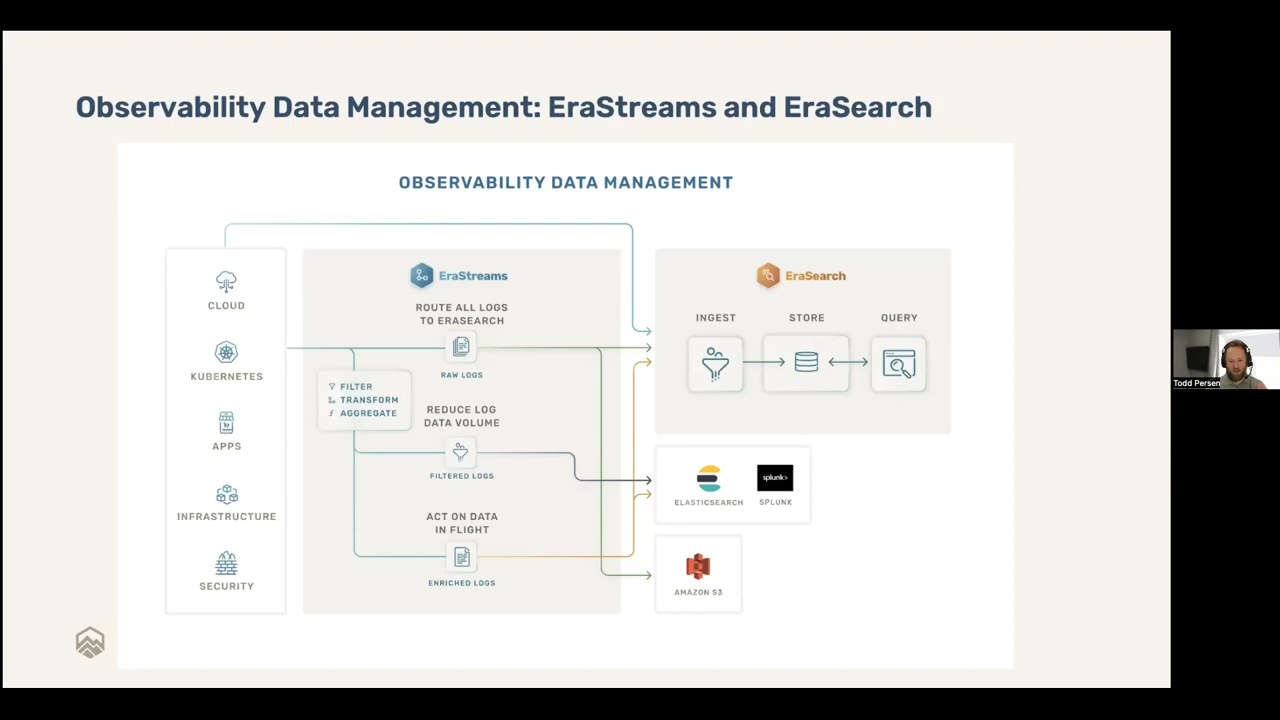 Observability Data Management: EraStreams and EraSearch
OBSERVABILITY DATA MANAGEMENT
CLOUD
KUBERNETES
APPS
INFRASTRUCTURE
SECURITY
EraStreams
ROUTE ALL LOGS
TO ERASEARCH
RAW LOGS
FILTER
TRANSFORM
AGGREGATE
REDUCE LOG
DATA VOLUME
FILTERED LOGS
ACT ON DATA
IN FLIGHT
ENRICHED LOGS
EraSearch
INGEST
STORE
QUERY
ELASTICSEARCH
splunk>
SPLUNK
AMAZON S3
Todd Persen